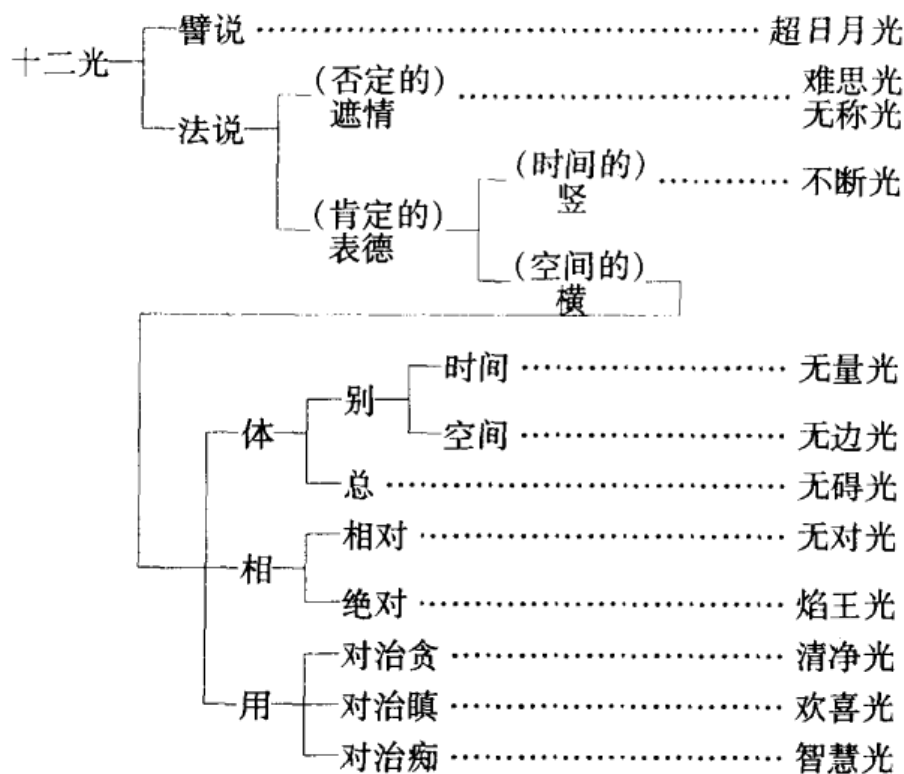 十二光
譬说 超日月光
法说
(否定的)
遮情
难思光
无称光
(肯定的)
表德
(时间的)
竖
不断光
(空间的)
横
体
别
时间 无量光
空间 无边光
总 无碍光
相
相对 无对光
绝对 焰王光
用
对治贪 清净光
对治瞋 欢喜光
对治痴 智慧光